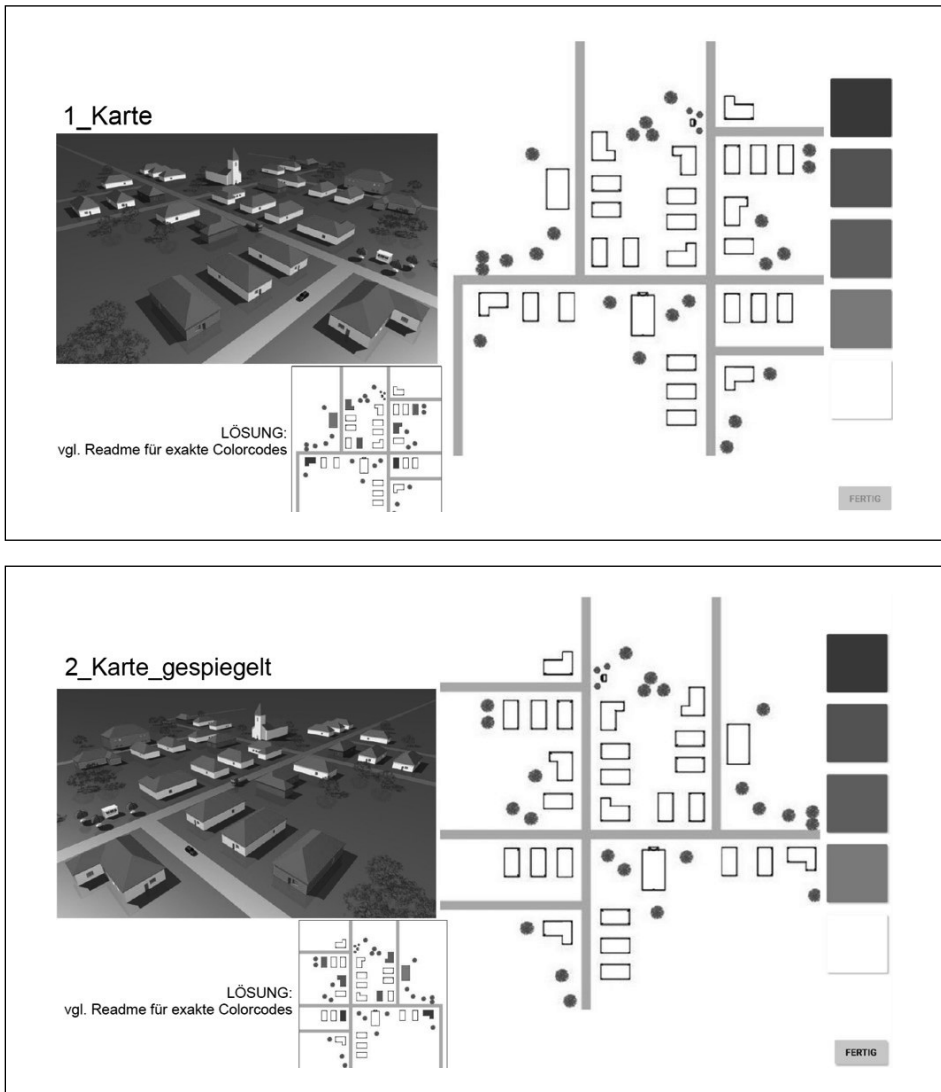 1_Karte
LÖSUNG:
vgl. Readme für exakte Colorcodes
FERTIG
2_Karte_gespiegelt
LÖSUNG:
vgl. Readme für exakte Colorcodes
FERTIG